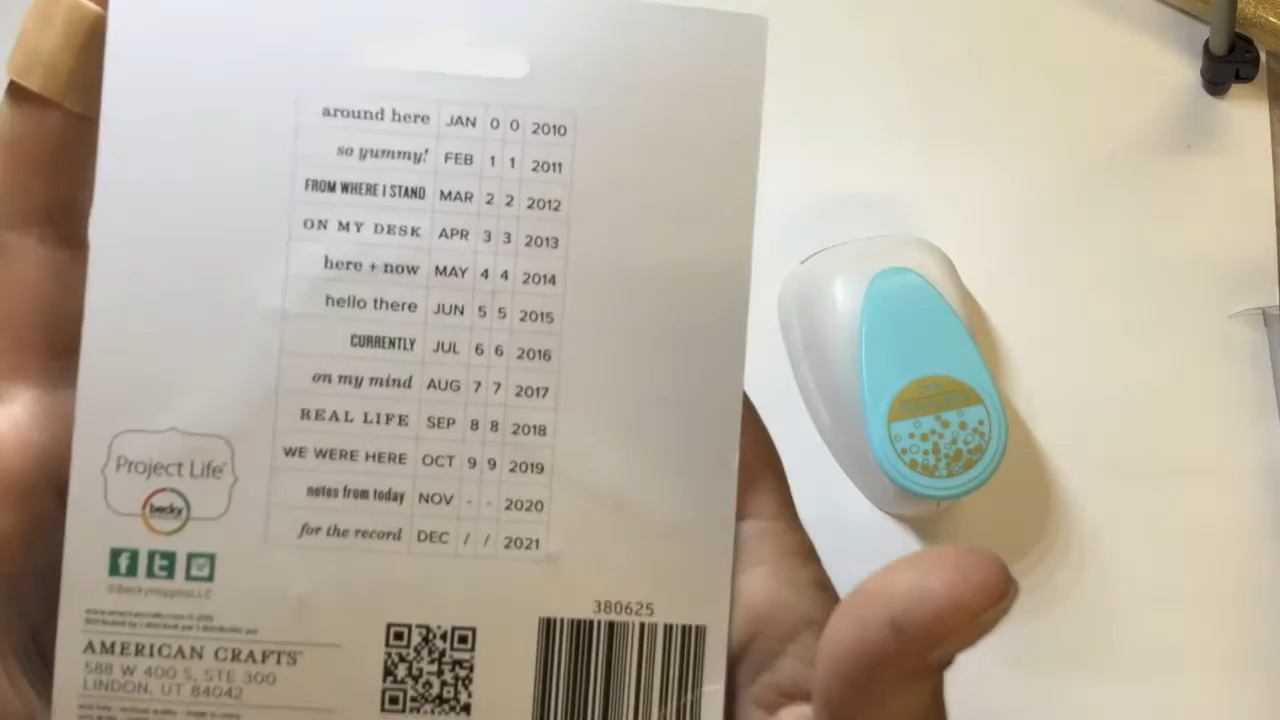 around here JAN 0 0 2010
so yummy! FEB 1 1 2011
FROM WHERE I STAND MAR 2 2 2012
ON MY DESK APR 3 3 2013
here + now MAY 4 4 2014
hello there JUN 5 5 2015
CURRENTLY JUL 6 6 2016
on my mind AUG 7 7 2017
REAL LIFE SEP 8 8 2018
WE WERE HERE OCT 9 9 2019
notes from today NOV - - 2020
for the record DEC / / 2021
Project Life
becky
380625
AMERICAN CRAFTS
588 W 400 S, STE 300
LINDON, UT 84042